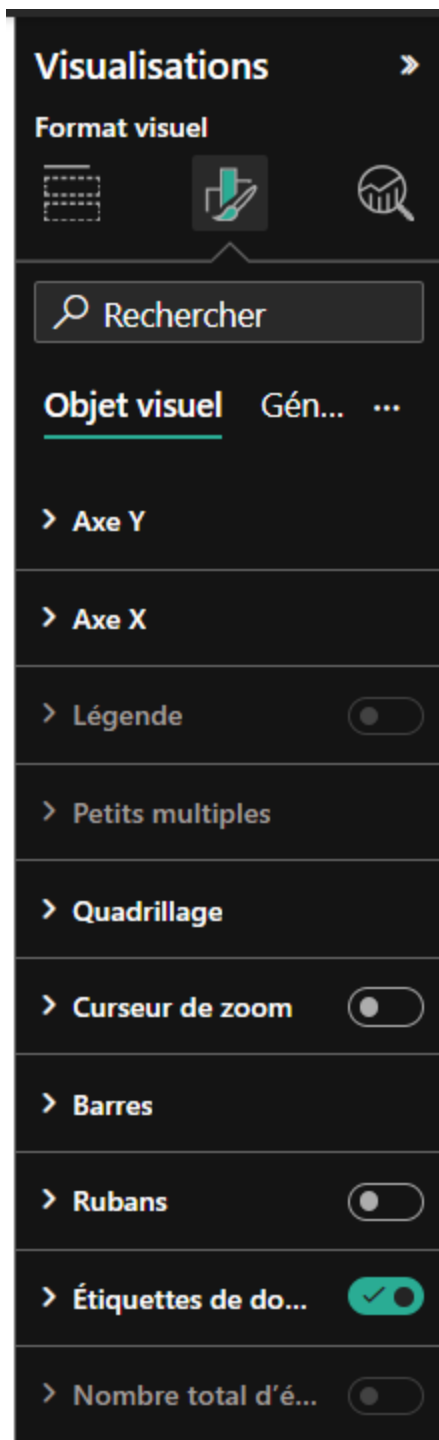 Visualisations
Format visuel
Rechercher
Objet visuel Gén... ...
Axe Y
Axe X
Légende
Petits multiples
Quadrillage
Curseur de zoom
Barres
Rubans
Étiquettes de do...
Nombre total d’é...